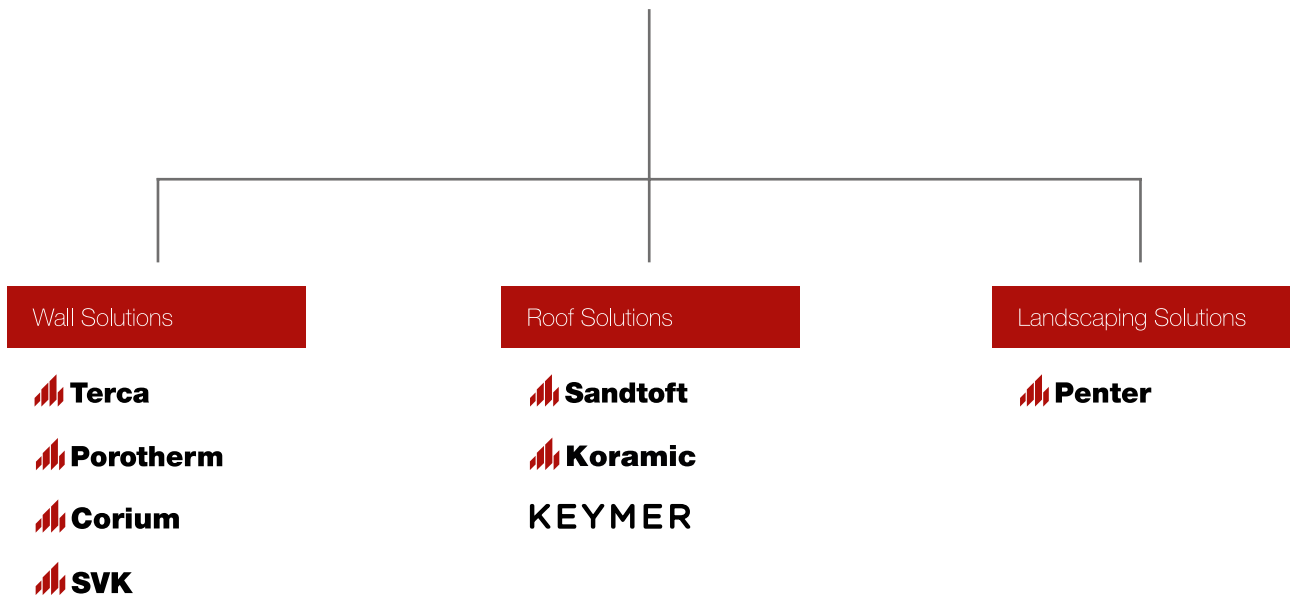 Wall Solutions
Terca
Porotherm
Corium
SVK
Roof Solutions
Sandtoft
Koramic
KEYMER
Landscaping Solutions
Penter